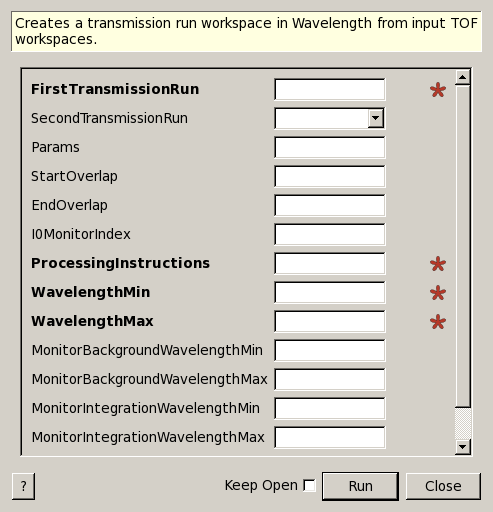 Creates a transmission run workspace in Wavelength from input TOF
workspaces.
FirstTransmissionRun
SecondTransmissionRun
Params
StartOverlap
EndOverlap
I0MonitorIndex
ProcessingInstructions
WavelengthMin
WavelengthMax
MonitorBackgroundWavelengthMin
MonitorBackgroundWavelengthMax
MonitorIntegrationWavelengthMin
MonitorIntegrationWavelengthMax
? Keep Open Run Close